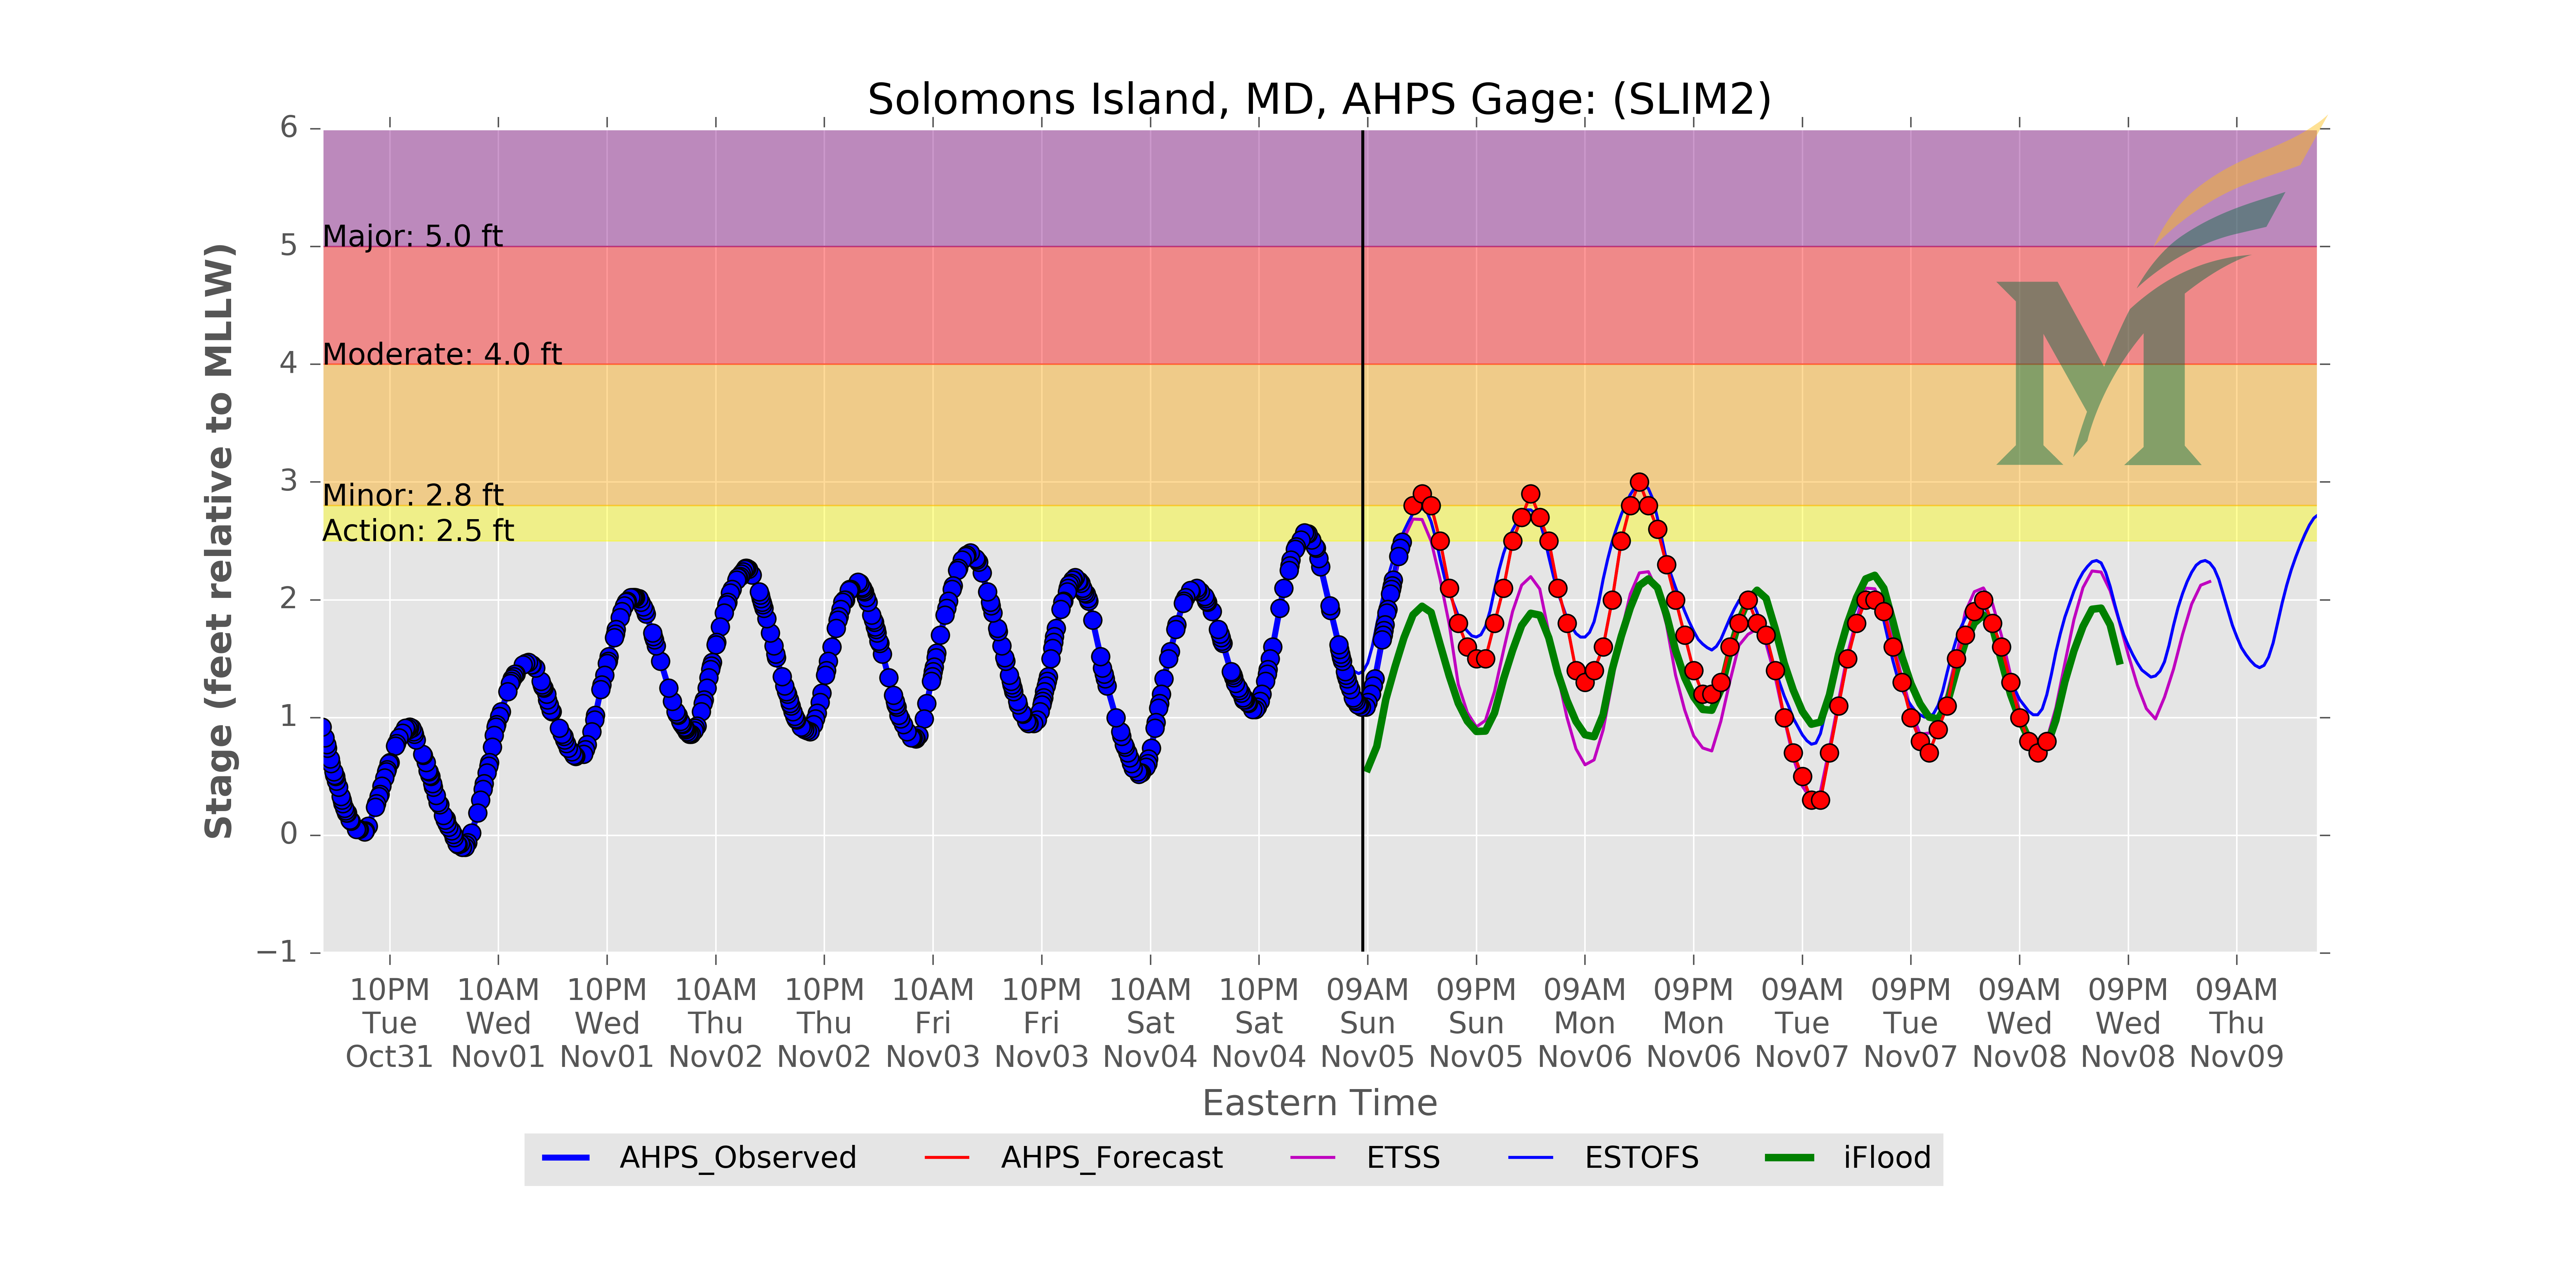 Solomons Island, MD, AHPS Gage: (SLIM2)
Stage (feet relative to MLLW)
6
5
4
3
2
1
0
−1
Major: 5.0 ft
Moderate: 4.0 ft
Minor: 2.8 ft
Action: 2.5 ft
M
10PM 10AM 10PM 10AM 10PM 10AM 10PM 10AM 10PM 09AM 09PM 09AM 09PM 09AM 09PM 09AM 09PM 09AM
Tue Wed Wed Thu Thu Fri Fri Sat Sat Sun Sun Mon Mon Tue Tue Wed Wed Thu
Oct31 Nov01 Nov01 Nov02 Nov02 Nov03 Nov03 Nov04 Nov04 Nov05 Nov05 Nov06 Nov06 Nov07 Nov07 Nov08 Nov08 Nov09
Eastern Time
AHPS_Observed AHPS_Forecast ETSS ESTOFS iFlood